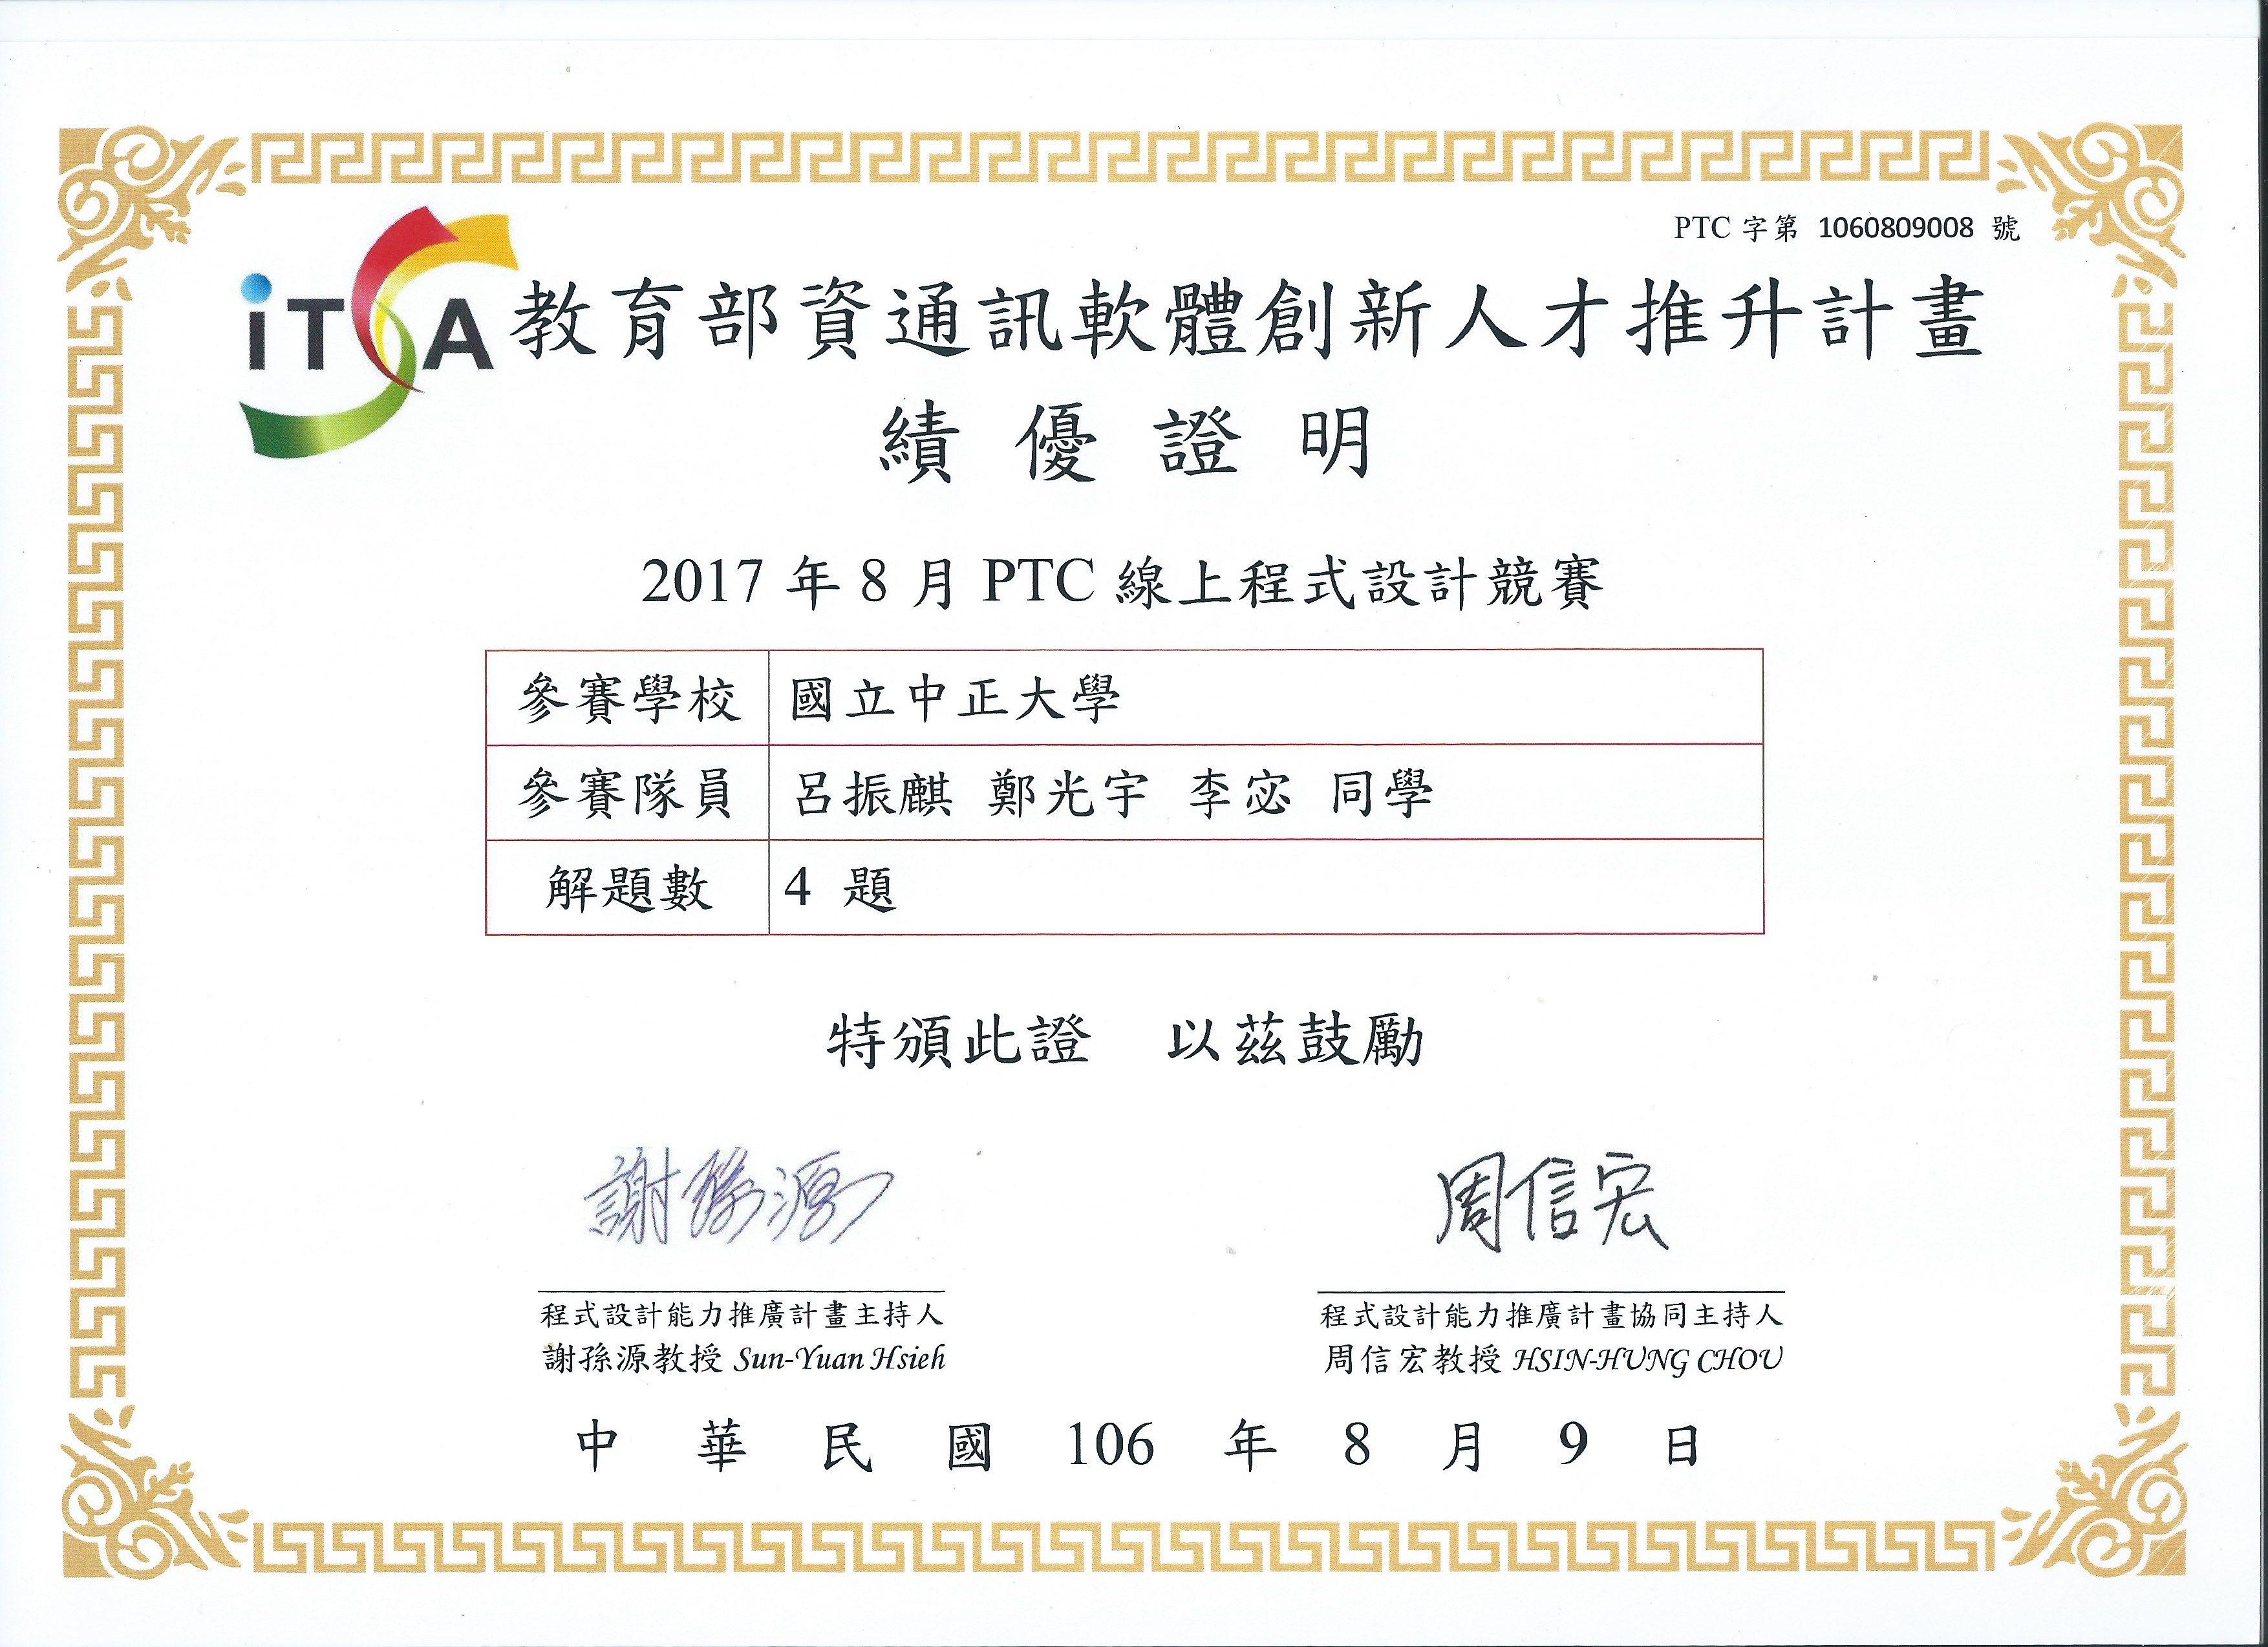 PTC 字第 1060809008 號
iTSA 教育部資通訊軟體創新人才推升計畫
績優證明
2017 年 8 月 PTC 線上程式設計競賽
參賽學校 國立中正大學
參賽隊員 呂振麒 鄭光宇 李宓 同學
解題數 4 題
特頒此證 以茲鼓勵
謝孫源 周信宏
程式設計能力推廣計畫主持人 程式設計能力推廣計畫協同主持人
謝孫源教授 Sun-Yuan Hsieh 周信宏教授 HSIN-HUNG CHOU
中華民國 106 年 8 月 9 日